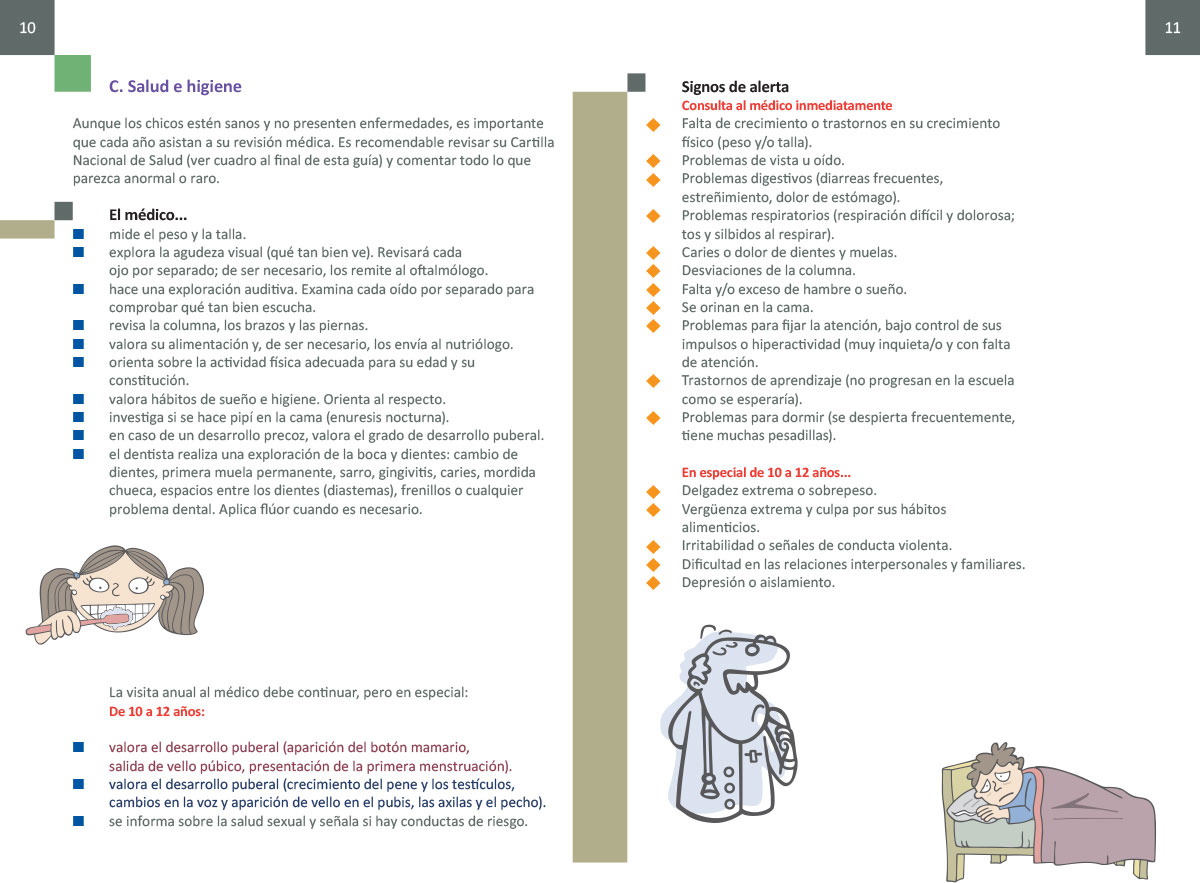 10
C. Salud e higiene
Aunque los chicos estén sanos y no presenten enfermedades, es importante
que cada año asistan a su revisión médica. Es recomendable revisar su Cartilla
Nacional de Salud (ver cuadro al final de esta guía) y comentar todo lo que
parezca anormal o raro.
El médico...
mide el peso y la talla.
explora la agudeza visual (qué tan bien ve). Revisará cada
ojo por separado; de ser necesario, los remite al oftalmólogo.
hace una exploración auditiva. Examina cada oído por separado para
comprobar qué tan bien escucha.
revisa la columna, los brazos y las piernas.
valora su alimentación y, de ser necesario, los envía al nutriólogo.
orienta sobre la actividad física adecuada para su edad y su
constitución.
valora hábitos de sueño e higiene. Orienta al respecto.
investiga si se hace pipí en la cama (enuresis nocturna).
en caso de un desarrollo precoz, valora el grado de desarrollo puberal.
el dentista realiza una exploración de la boca y dientes: cambio de
dientes, primera muela permanente, sarro, gingivitis, caries, mordida
chueca, espacios entre los dientes (diastemas), frenillos o cualquier
problema dental. Aplica flúor cuando es necesario.
La visita anual al médico debe continuar, pero en especial:
De 10 a 12 años:
valora el desarrollo puberal (aparición del botón mamario,
salida de vello púbico, presentación de la primera menstruación).
valora el desarrollo puberal (crecimiento del pene y los testículos,
cambios en la voz y aparición de vello en el pubis, las axilas y el pecho).
se informa sobre la salud sexual y señala si hay conductas de riesgo.
11
Signos de alerta
Consulta al médico inmediatamente
Falta de crecimiento o trastornos en su crecimiento
físico (peso y/o talla).
Problemas de vista u oído.
Problemas digestivos (diarreas frecuentes,
estreñimiento, dolor de estómago).
Problemas respiratorios (respiración difícil y dolorosa;
tos y silbidos al respirar).
Caries o dolor de dientes y muelas.
Desviaciones de la columna.
Falta y/o exceso de hambre o sueño.
Se orinan en la cama.
Problemas para fijar la atención, bajo control de sus
impulsos o hiperactividad (muy inquieta/o y con falta
de atención.
Trastornos de aprendizaje (no progresan en la escuela
como se esperaría).
Problemas para dormir (se despierta frecuentemente,
tiene muchas pesadillas).
En especial de 10 a 12 años...
Delgadez extrema o sobrepeso.
Vergüenza extrema y culpa por sus hábitos
alimenticios.
Irritabilidad o señales de conducta violenta.
Dificultad en las relaciones interpersonales y familiares.
Depresión o aislamiento.